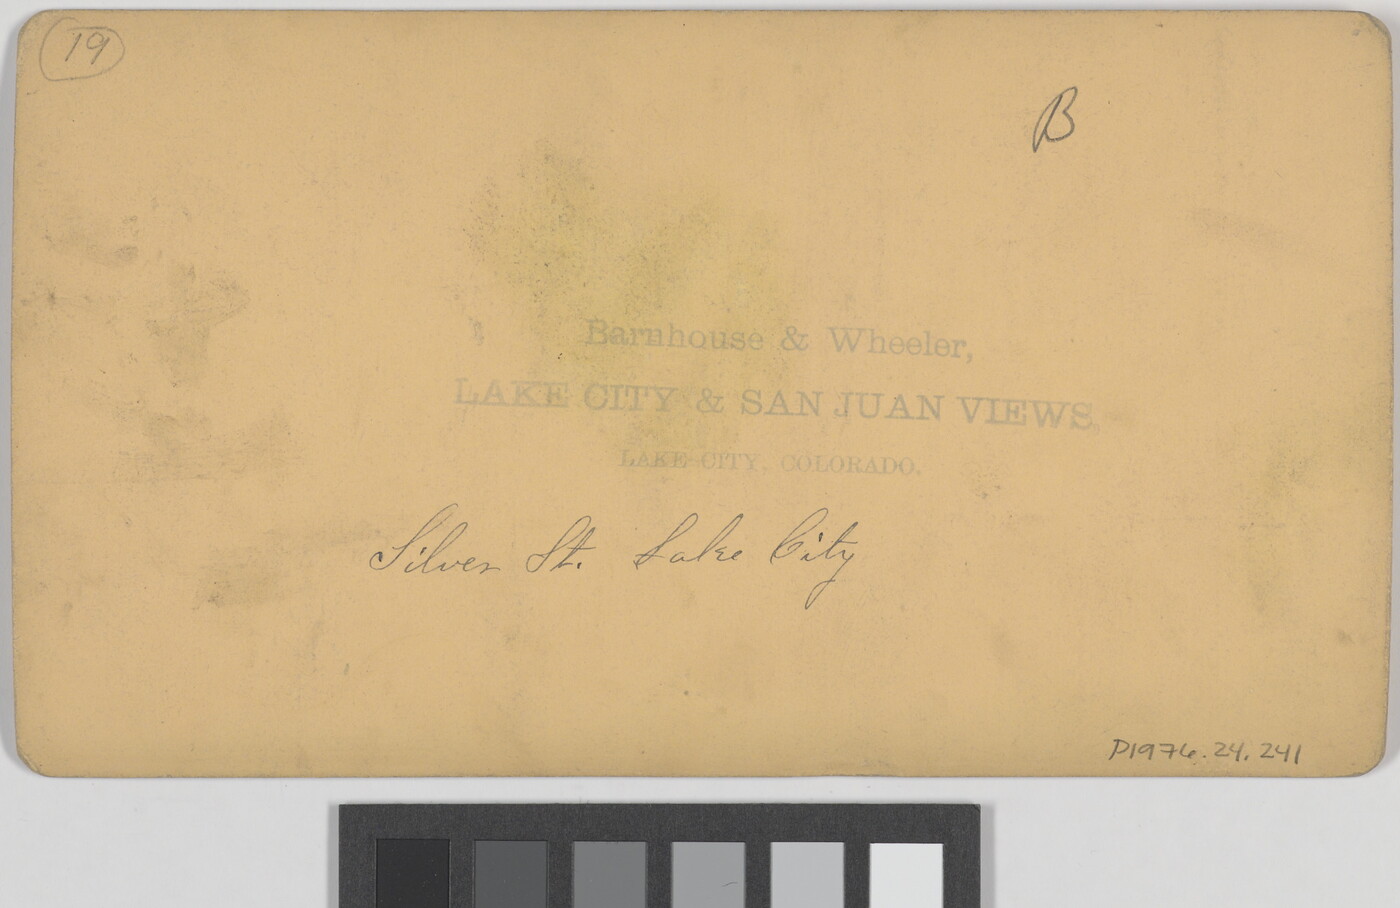 19
B
Barnhouse & Wheeler,
LAKE CITY & SAN JUAN VIEWS,
LAKE CITY, COLORADO.
Silver St. Lake City
P1976.24.241